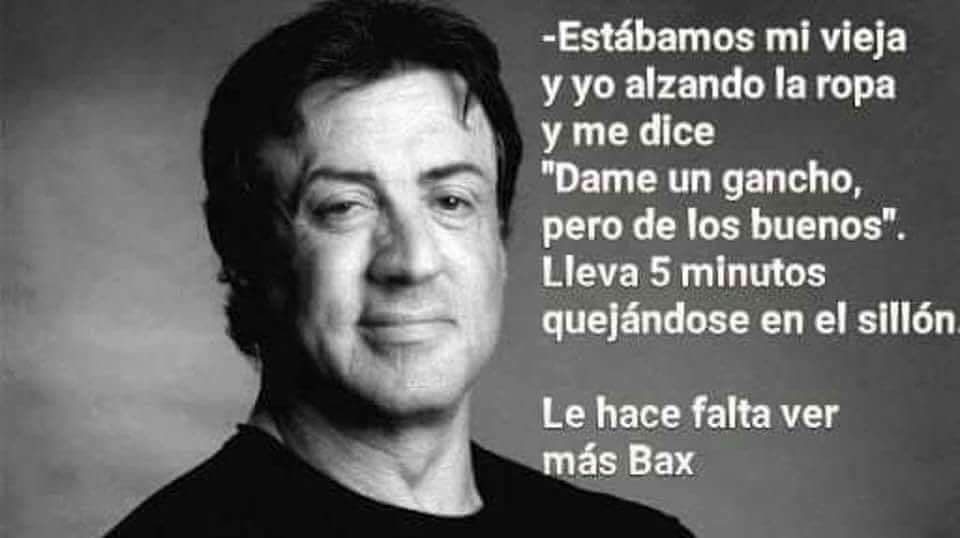 -Estábamos mi vieja
y yo alzando la ropa
y me dice
"Dame un gancho,
pero de los buenos".
Lleva 5 minutos
quejándose en el sillón.
Le hace falta ver
más Bax